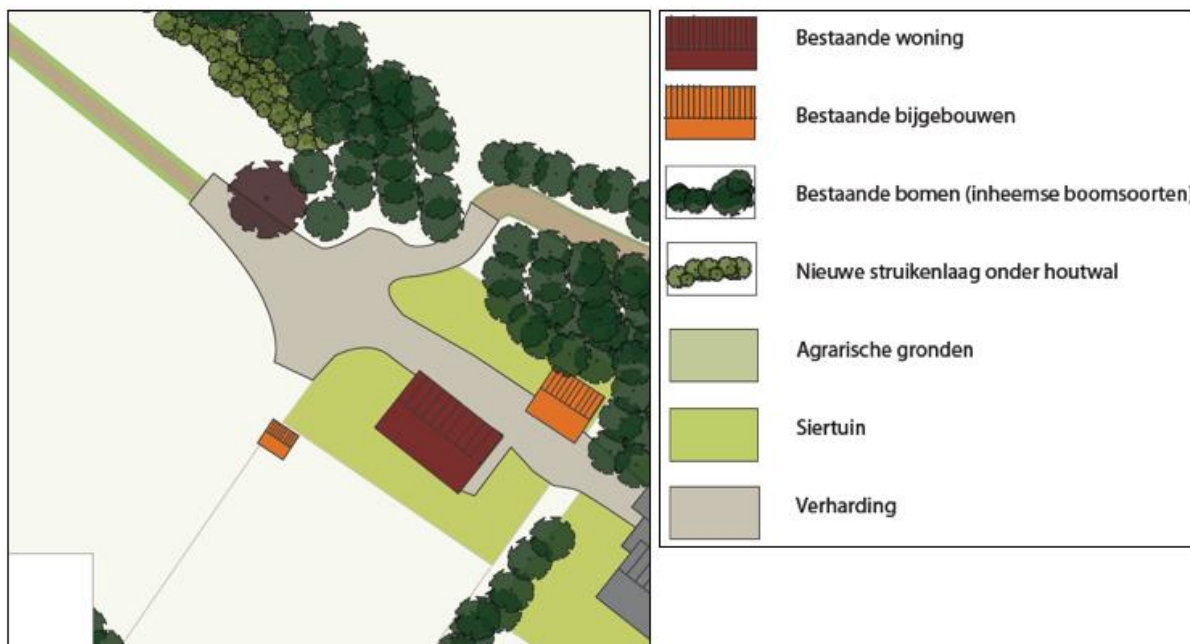 Bestaande woning
Bestaande bijgebouwen
Bestaande bomen (inheemse boomsoorten)
Nieuwe struikenlaag onder houtwal
Agrarische gronden
Siertuin
Verharding